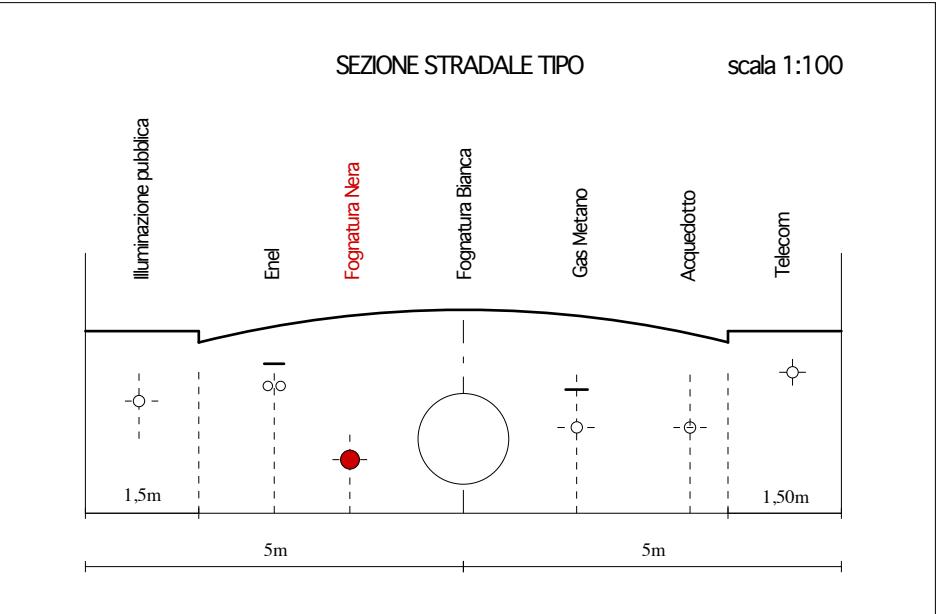 SEZIONE STRADALE TIPO
scala 1:100
Illuminazione pubblica
Enel
Fognatura Nera
Fognatura Bianca
Gas Metano
Acquedotto
Telecom
1,5m
1,50m
5m
5m